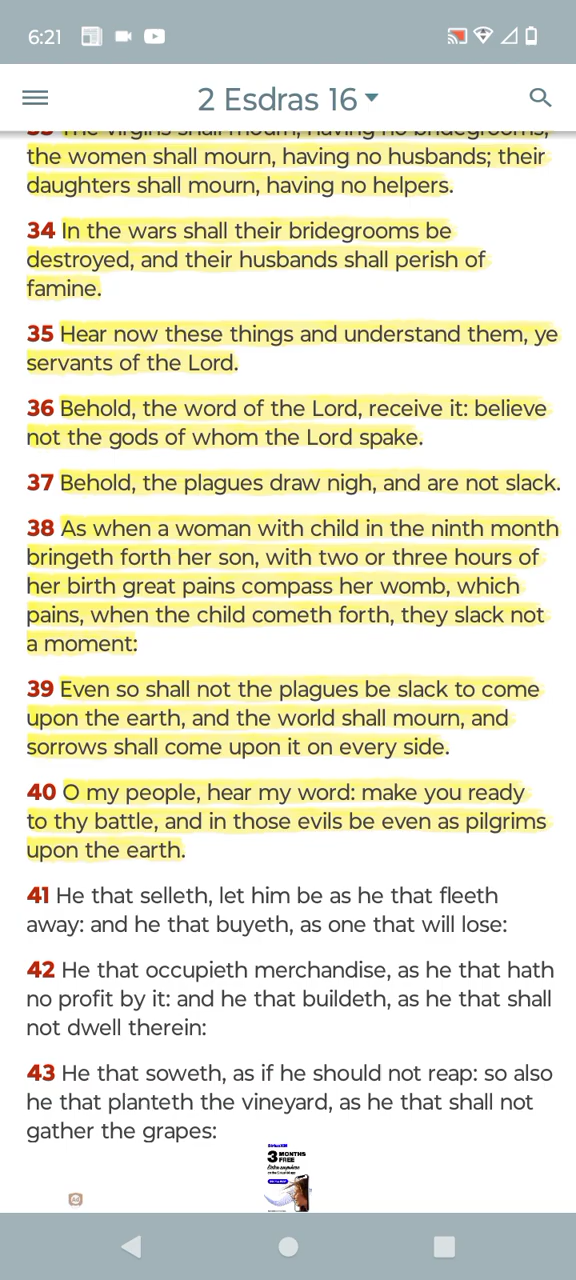 6:21
2 Esdras 16
33 The virgins shall mourn, having no bridegrooms;
the women shall mourn, having no husbands; their
daughters shall mourn, having no helpers.
34 In the wars shall their bridegrooms be
destroyed, and their husbands shall perish of
famine.
35 Hear now these things and understand them, ye
servants of the Lord.
36 Behold, the word of the Lord, receive it: believe
not the gods of whom the Lord spake.
37 Behold, the plagues draw nigh, and are not slack.
38 As when a woman with child in the ninth month
bringeth forth her son, with two or three hours of
her birth great pains compass her womb, which
pains, when the child cometh forth, they slack not
a moment:
39 Even so shall not the plagues be slack to come
upon the earth, and the world shall mourn, and
sorrows shall come upon it on every side.
40 O my people, hear my word: make you ready
to thy battle, and in those evils be even as pilgrims
upon the earth.
41 He that selleth, let him be as he that fleeth
away: and he that buyeth, as one that will lose:
42 He that occupieth merchandise, as he that hath
no profit by it: and he that buildeth, as he that shall
not dwell therein:
43 He that soweth, as if he should not reap: so also
he that planteth the vineyard, as he that shall not
gather the grapes:
SiriusXM
3 MONTHS
FREE